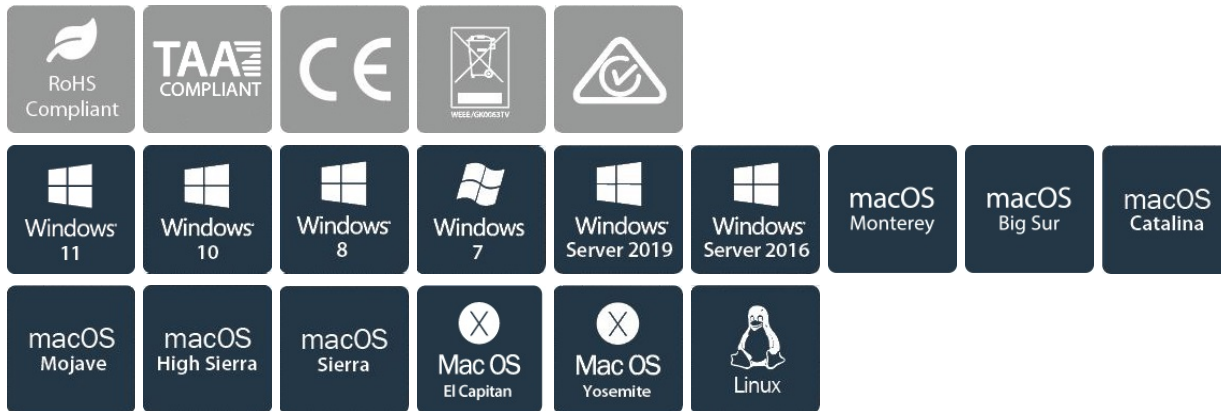 RoHS
Compliant
TAA
COMPLIANT
CE
WEEE/GK0063TV
Windows
11
Windows
10
Windows
8
Windows
7
Windows
Server 2019
Windows
Server 2016
macOS
Monterey
macOS
Big Sur
macOS
Catalina
macOS
Mojave
macOS
High Sierra
macOS
Sierra
X
Mac OS
El Capitan
X
Mac OS
Yosemite
Linux